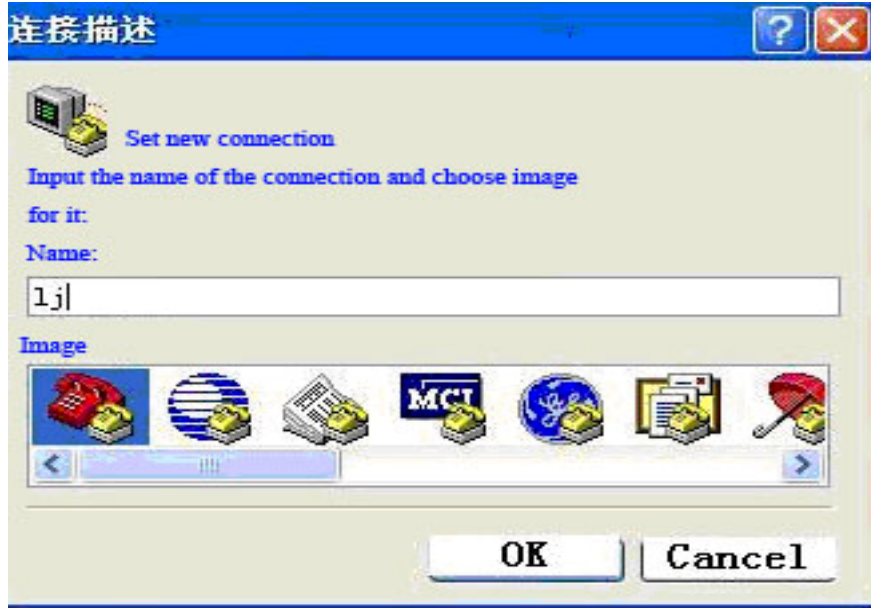 连接描述
Set new connection
Input the name of the connection and choose image
for it:
Name:
lj
Image
MCI
OK
Cancel